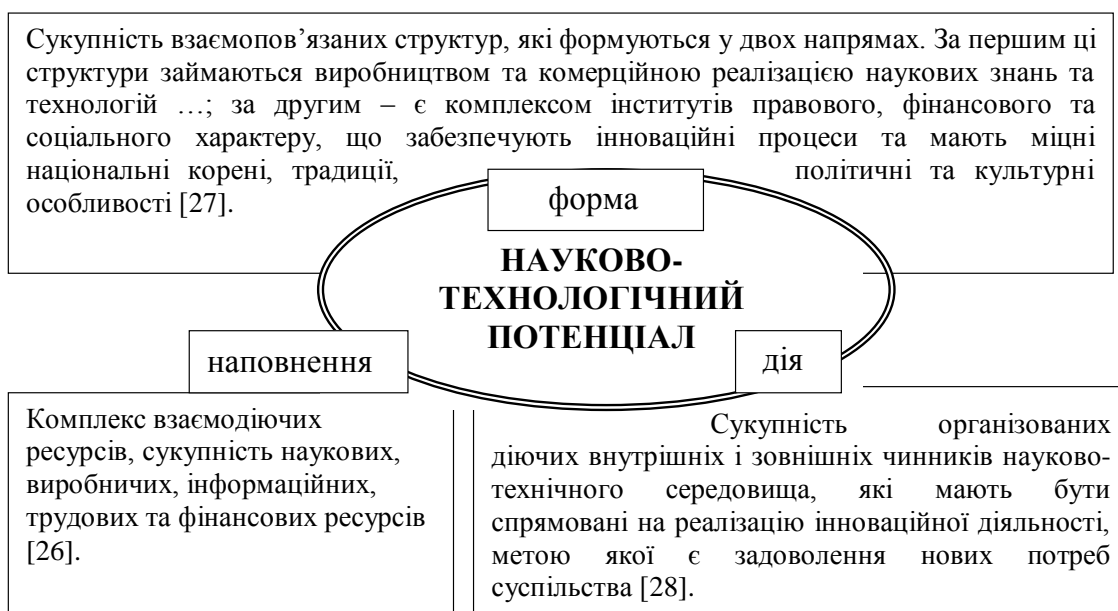 Сукупність взаємопов’язаних структур, які формуються у двох напрямах. За першим ці
структури займаються виробництвом та комерційною реалізацією наукових знань та
технологій …; за другим – є комплексом інститутів правового, фінансового та
соціального характеру, що забезпечують інноваційні процеси та мають міцні
національні корені, традиції, політичні та культурні
особливості [27].
форма
НАУКОВО-
ТЕХНОЛОГІЧНИЙ
ПОТЕНЦІАЛ
наповнення
дія
Комплекс взаємодіючих
ресурсів, сукупність наукових,
виробничих, інформаційних,
трудових та фінансових ресурсів
[26].
Сукупність організованих
діючих внутрішніх і зовнішніх чинників науково-
технічного середовища, які мають бути
спрямовані на реалізацію інноваційної діяльності,
метою якої є задоволення нових потреб
суспільства [28].